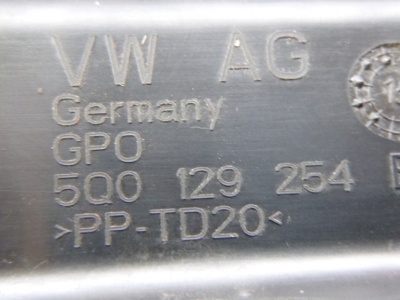 VW AG
Germany
GPO
5Q0 129 254
>PP-TD20<